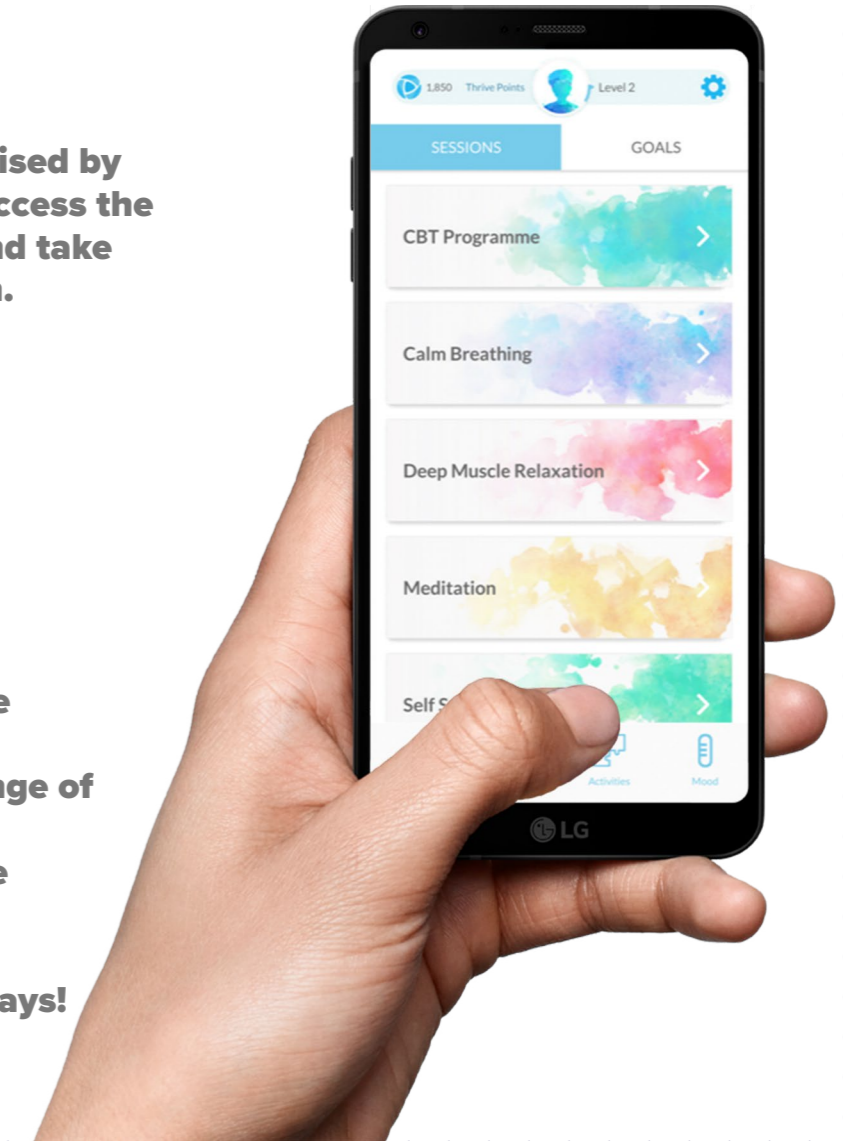 ised by
ccess the
nd take
.
e
nge of
e
ays!
1,850 Thrive Points Level 2
SESSIONS GOALS
CBT Programme
Calm Breathing
Deep Muscle Relaxation
Meditation
Self
Activities Mood
LG